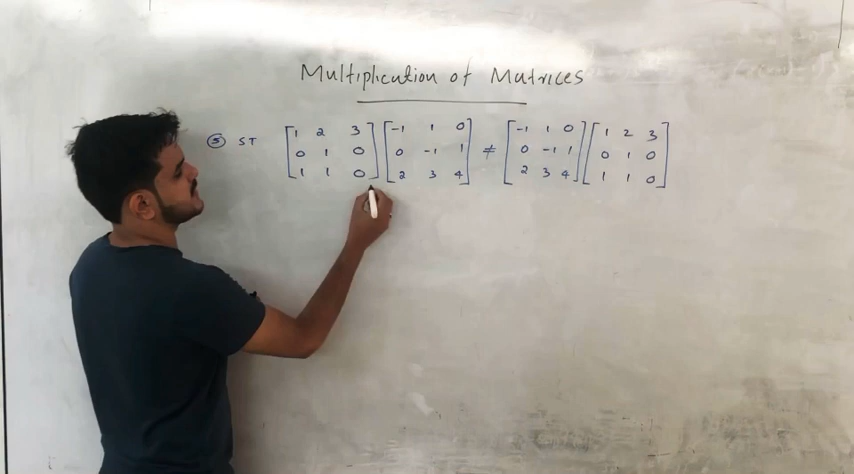 Multiplication of Matrices
⑤ ST [1 2 3 [-1 1 0] ≠ [-1 1 0] [1 2 3]
0 1 0 0 -1 1 0 -1 1 0 1 0
1 1 0 2 3 4 2 3 4 1 1 0